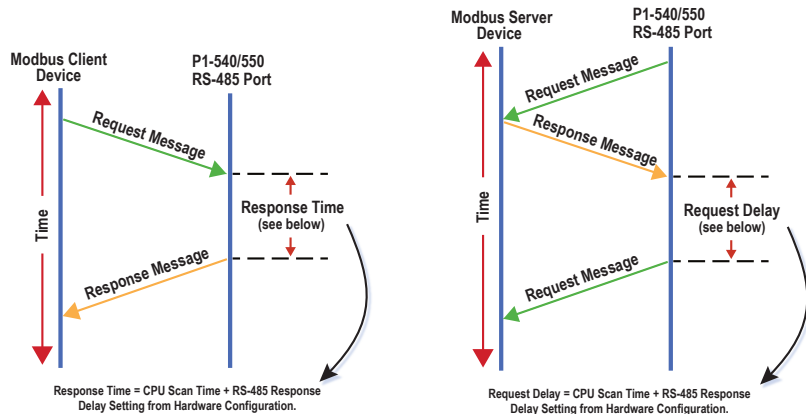 Modbus Client
Device
P1-540/550
RS-485 Port
Request Message
Time
Response Time
(see below)
Response Message
Response Time = CPU Scan Time + RS-485 Response
Delay Setting from Hardware Configuration.
Modbus Server
Device
P1-540/550
RS-485 Port
Request Message
Response Message
Time
Request Delay
(see below)
Request Message
Request Delay = CPU Scan Time + RS-485 Response
Delay Setting from Hardware Configuration.